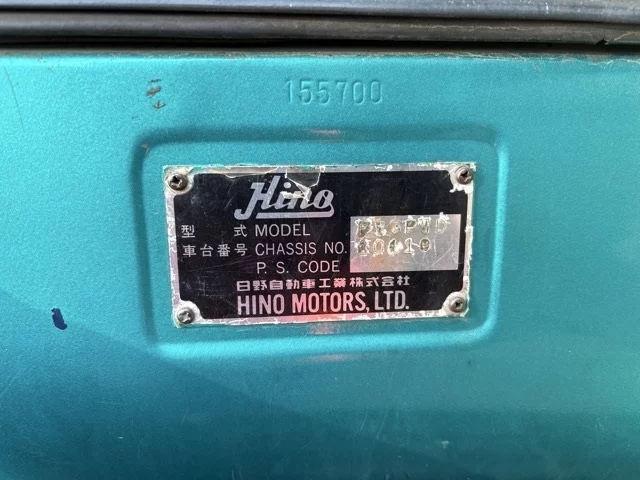 155700
Hino
型 式 MODEL
車台番号 CHASSIS NO.
P. S. CODE
日野自動車工業株式会社
HINO MOTORS, LTD.